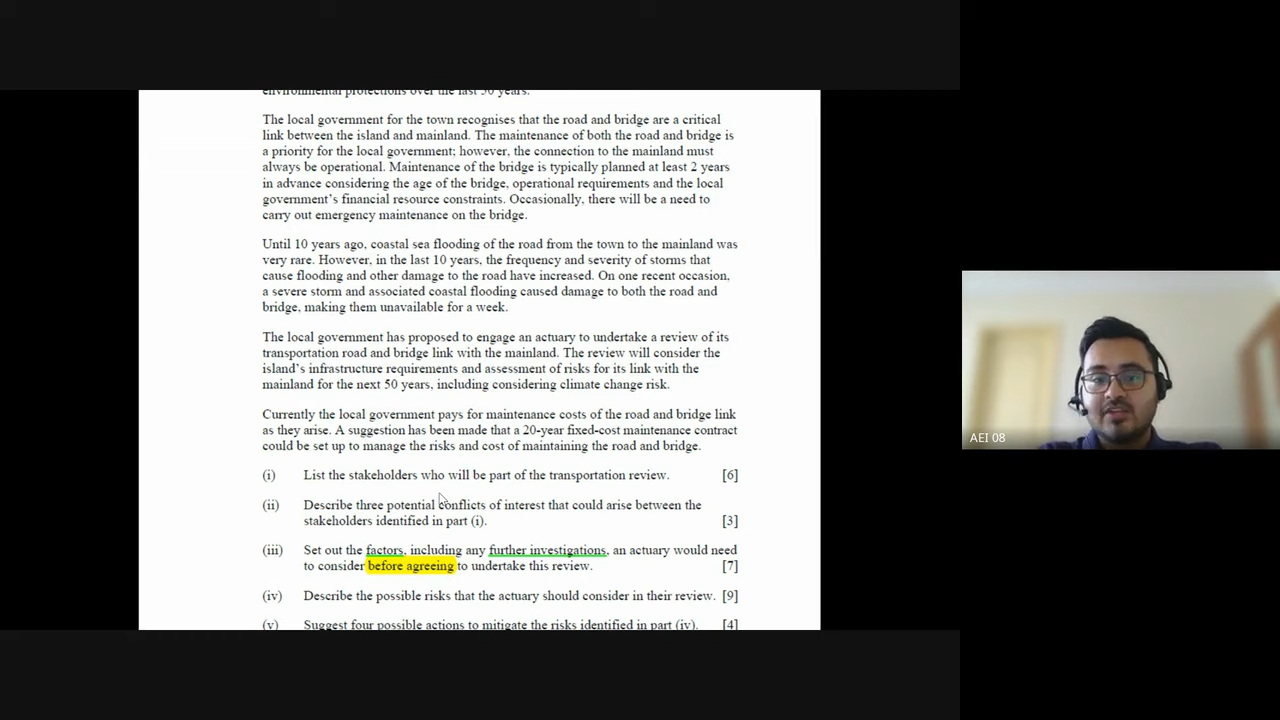 environmental protections over the last 50 years.
The local government for the town recognises that the road and bridge are a critical
link between the island and mainland. The maintenance of both the road and bridge is
a priority for the local government; however, the connection to the mainland must
always be operational. Maintenance of the bridge is typically planned at least 2 years
in advance considering the age of the bridge, operational requirements and the local
government's financial resource constraints. Occasionally, there will be a need to
carry out emergency maintenance on the bridge.
Until 10 years ago, coastal sea flooding of the road from the town to the mainland was
very rare. However, in the last 10 years, the frequency and severity of storms that
cause flooding and other damage to the road have increased. On one recent occasion,
a severe storm and associated coastal flooding caused damage to both the road and
bridge, making them unavailable for a week.
The local government has proposed to engage an actuary to undertake a review of its
transportation road and bridge link with the mainland. The review will consider the
island's infrastructure requirements and assessment of risks for its link with the
mainland for the next 50 years, including considering climate change risk.
Currently the local government pays for maintenance costs of the road and bridge link
as they arise. A suggestion has been made that a 20-year fixed-cost maintenance contract
could be set up to manage the risks and cost of maintaining the road and bridge.
(i) List the stakeholders who will be part of the transportation review. [6]
(ii) Describe three potential conflicts of interest that could arise between the
stakeholders identified in part (i). [3]
(iii) Set out the factors, including any further investigations, an actuary would need
to consider before agreeing to undertake this review. [7]
(iv) Describe the possible risks that the actuary should consider in their review. [9]
(v) Suggest four possible actions to mitigate the risks identified in part (iv). [4]
AEI 08